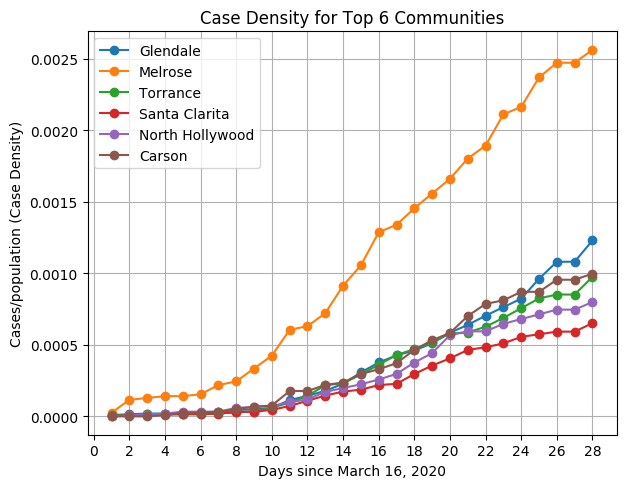 Case Density for Top 6 Communities
Glendale
Melrose
Torrance
Santa Clarita
North Hollywood
Carson
Cases/population (Case Density)
0.0025
0.0020
0.0015
0.0010
0.0005
0.0000
0 2 4 6 8 10 12 14 16 18 20 22 24 26 28
Days since March 16, 2020